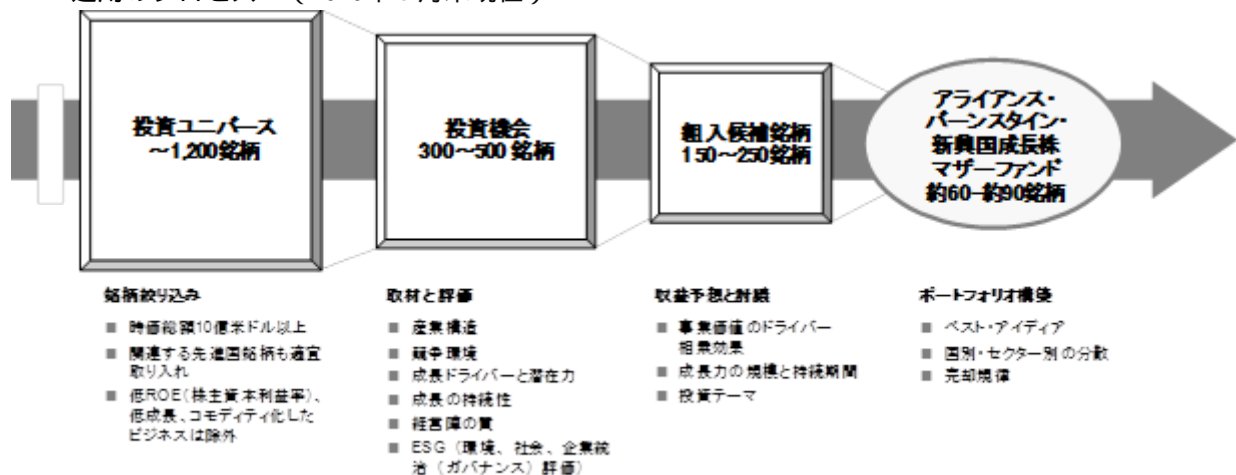 投資ユニバース
～1,200銘柄
投資機会
300～500 銘柄
組入候補銘柄
150～250銘柄
アライアンス・
バーンスタイン・
新興国成長株
マザーファンド
約60–約90銘柄
銘柄絞り込み
■ 時価総額10億米ドル以上
■ 関連する先進国銘柄も適宜
取り入れ
■ 低ROE（株主資本利益率）、
低成長、コモディティ化した
ビジネスは除外
取材と評価
■ 産業構造
■ 競争環境
■ 成長ドライバーと潜在力
■ 成長の持続性
■ 経営陣の質
■ ESG（環境、社会、企業統
治（ガバナンス）評価）
収益予想と討議
■ 事業価値のドライバー
相乗効果
■ 成長力の規模と持続期間
■ 投資テーマ
ポートフォリオ構築
■ ベスト・アイディア
■ 国別・セクター別の分散
■ 売却規律